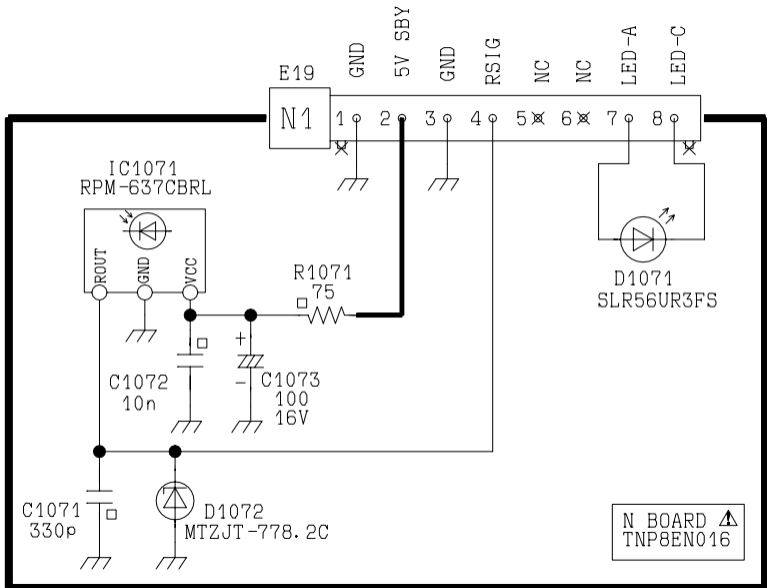 E19
GND
5V SBY
GND
RSIG
NC
NC
LED-A
LED-C
N1
1
2
3
4
5
6
7
8
IC1071
RPM-637CBRL
ROUT
GND
VCC
R1071
75
D1071
SLR56UR3FS
+
-
C1072
10n
C1073
100
16V
C1071
330p
D1072
MTZJT-778.2C
N BOARD ⚠
TNP8EN016